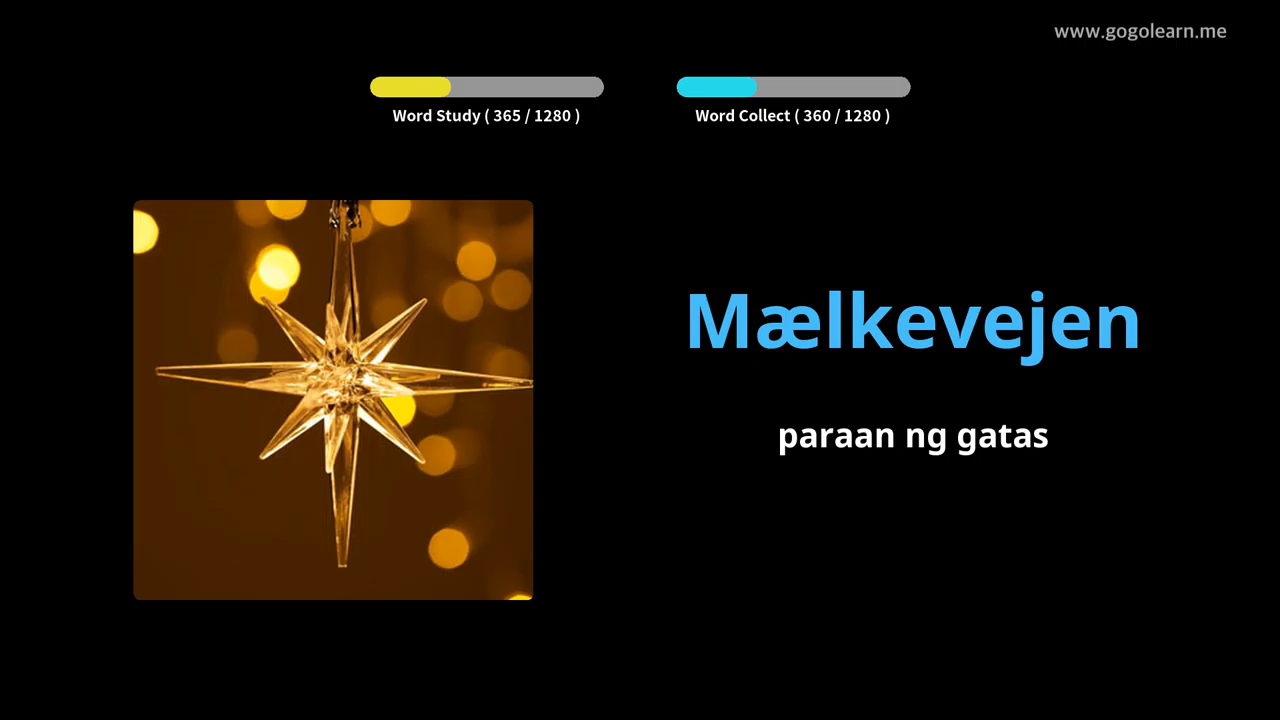 www.gogolearn.me
Word Study ( 365 / 1280 )
Word Collect ( 360 / 1280 )
Mælkevejen
paraan ng gatas